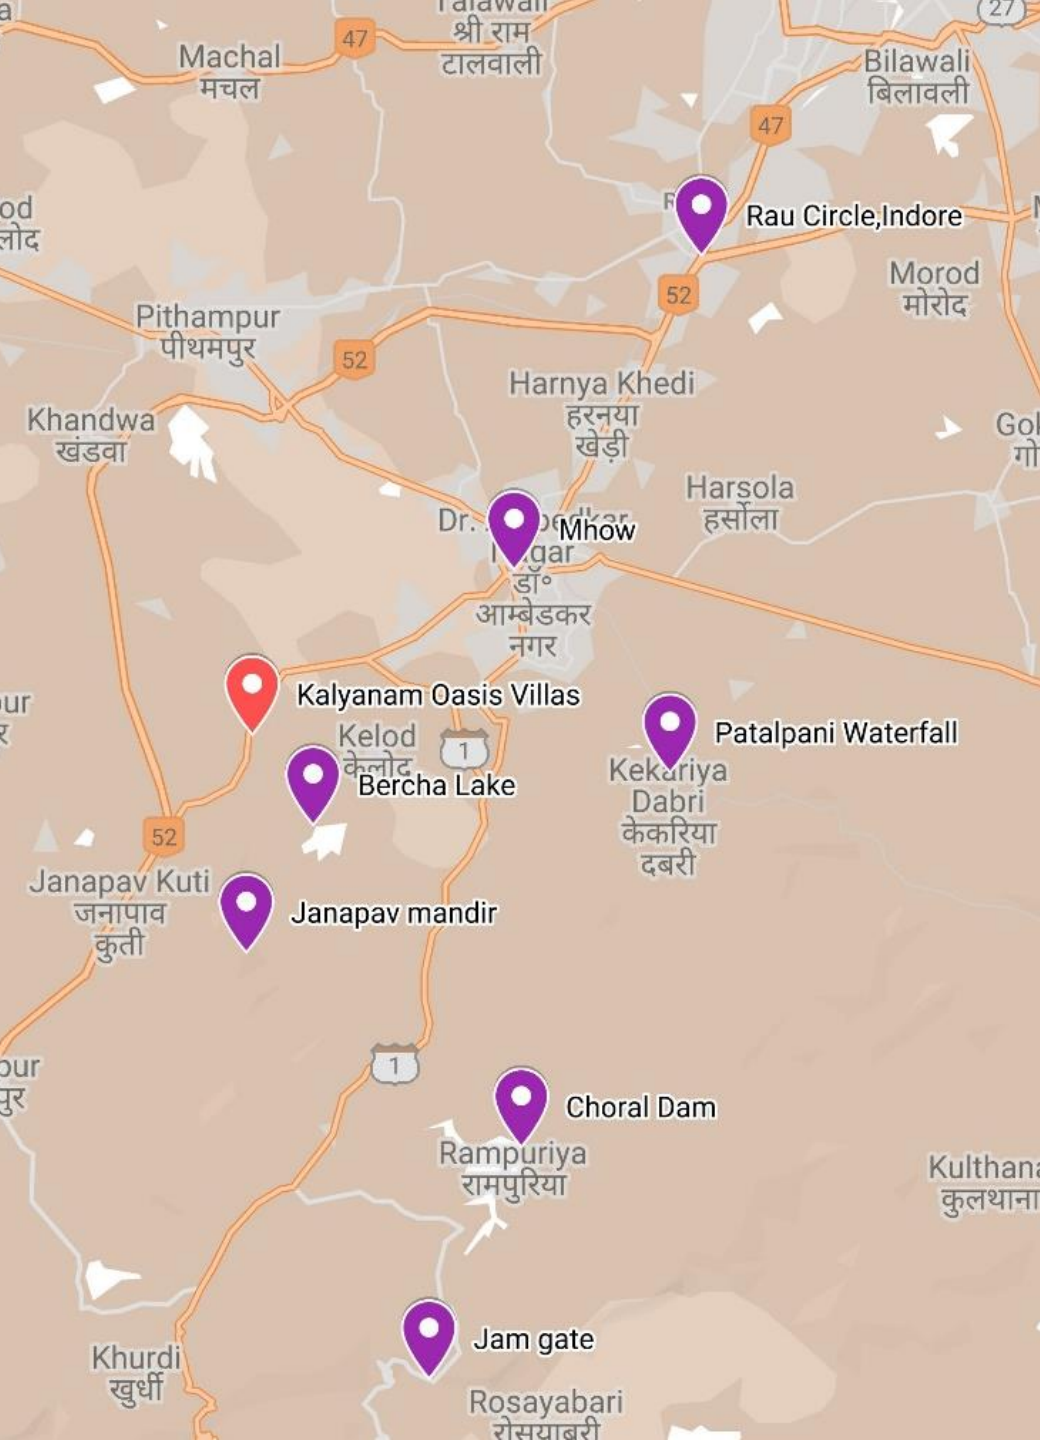 श्री राम
टालवाली
27
47
Machal
मचल
Bilawali
बिलावली
47
Rau Circle,Indore
Morod
मोरोद
52
Pithampur
पीथमपुर
52
Harnya Khedi
हरनया
खेड़ी
Khandwa
खंडवा
Harsola
हर्सोला
Dr.
Mhow
डॉ॰
आम्बेडकर
नगर
Kalyanam Oasis Villas
Kelod
केलोद
1
Patalpani Waterfall
Bercha Lake
Kekariya
Dabri
केकरिया
दबरी
52
Janapav Kuti
जनापाव
कुती
Janapav mandir
1
Choral Dam
Rampuriya
रामपुरिया
Jam gate
Khurdi
खुर्धी
Rosayabari